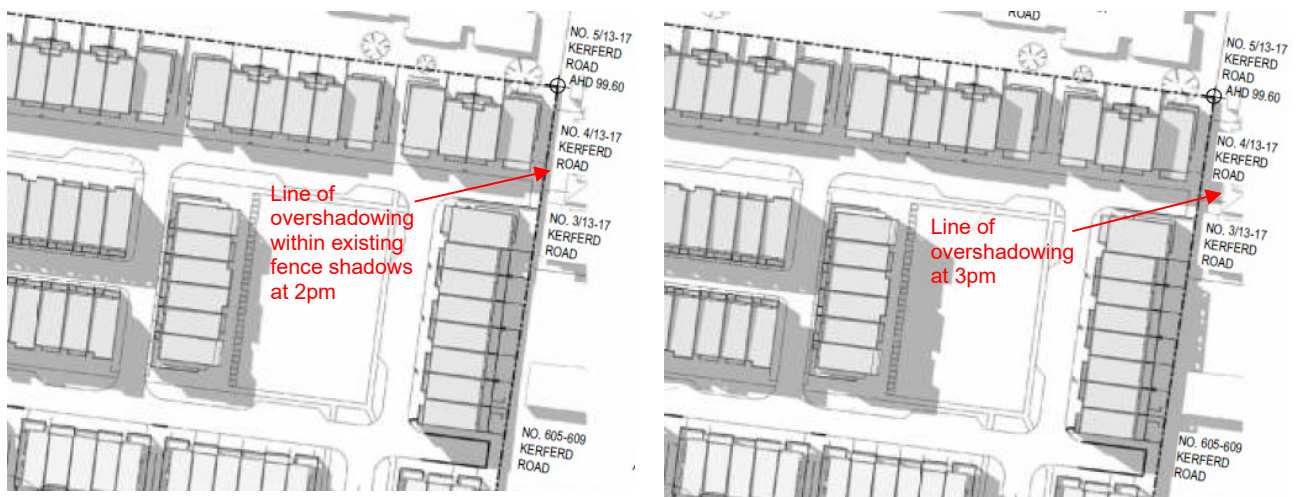 NO. 5/13-17
KERFERD
ROAD
AHD 99.60
NO. 4/13-17
KERFERD
ROAD
Line of
overshadowing
within existing
fence shadows
at 2pm
NO. 3/13-17
KERFERD
ROAD
NO. 605-609
KERFERD
ROAD
ROAD
NO. 5/13-17
KERFERD
ROAD
AHD 99.60
NO. 4/13-17
KERFERD
ROAD
Line of
overshadowing
at 3pm
NO. 3/13-17
KERFERD
ROAD
NO. 605-609
KERFERD
ROAD